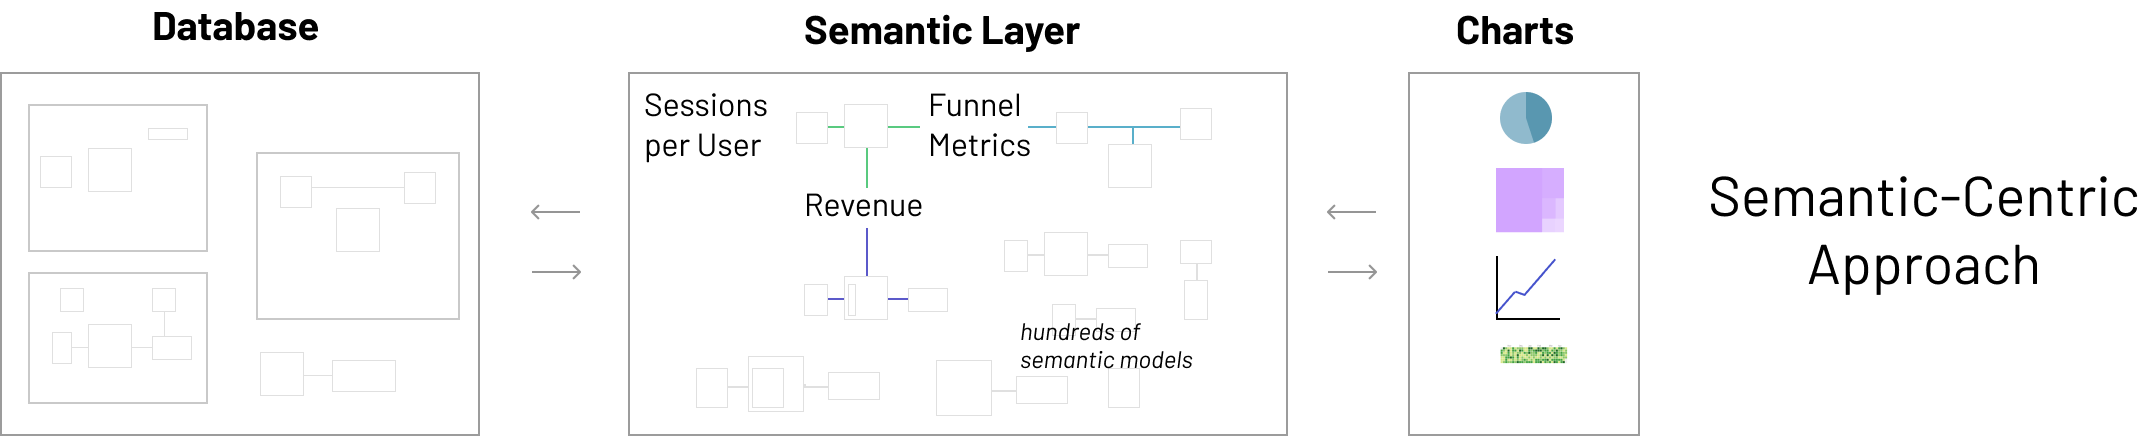 Database
Semantic Layer
Charts
Sessions
per User
Funnel
Metrics
Revenue
hundreds of
semantic models
Semantic-Centric
Approach